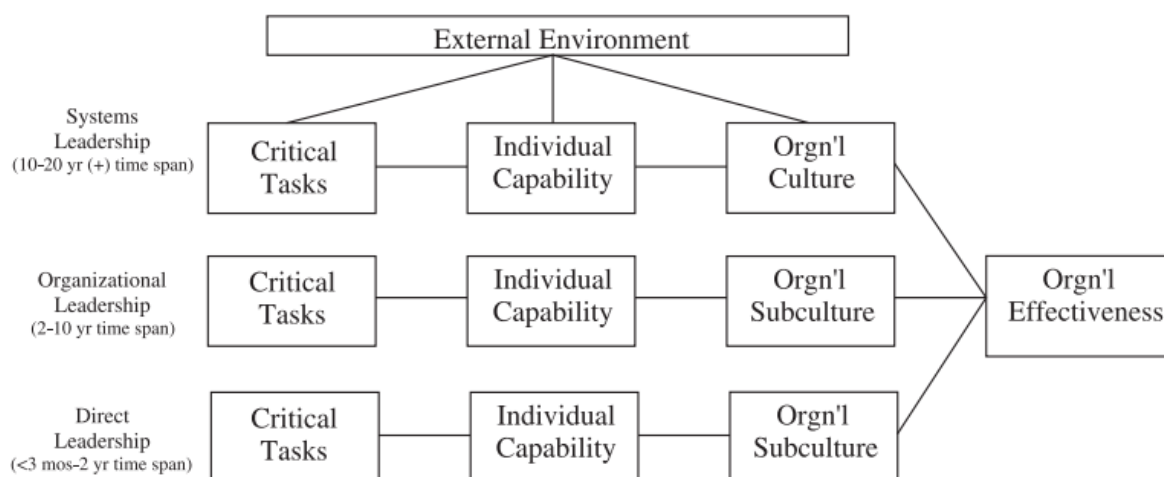 External Environment
Systems
Leadership
(10-20 yr (+) time span)
Critical
Tasks
Individual
Capability
Orgn'l
Culture
Organizational
Leadership
(2-10 yr time span)
Critical
Tasks
Individual
Capability
Orgn'l
Subculture
Orgn'l
Effectiveness
Direct
Leadership
(<3 mos-2 yr time span)
Critical
Tasks
Individual
Capability
Orgn'l
Subculture